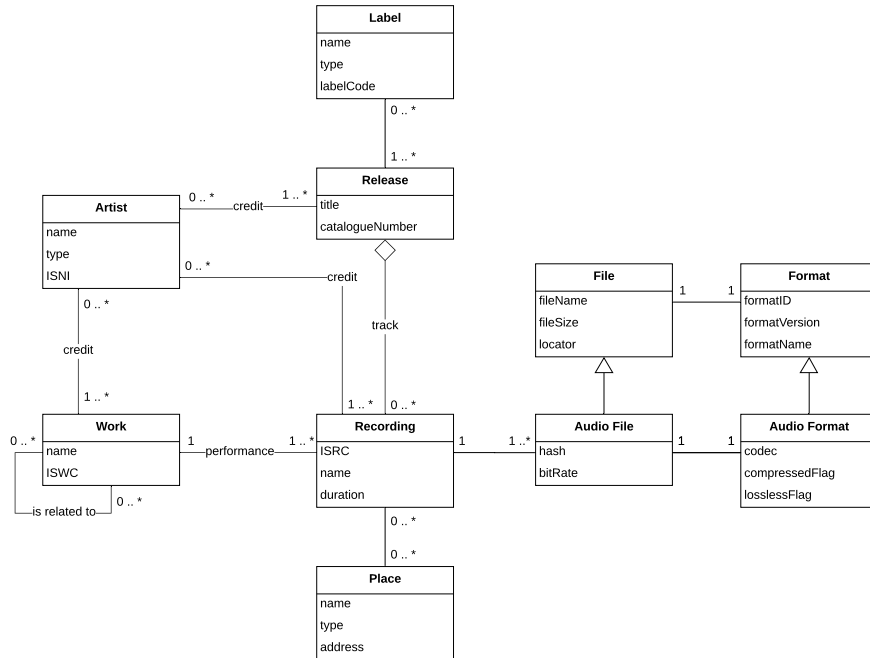 Label
name
type
labelCode
0 .. *
1 .. *
Release
title
catalogueNumber
Artist
name
type
ISNI
0 .. *
credit
1 .. *
0 .. *
credit
0 .. *
credit
1 .. *
track
1 .. *
0 .. *
File
fileName
fileSize
locator
1
1
Format
formatID
formatVersion
formatName
Work
name
ISWC
0 .. *
0 .. *
is related to
1
performance
1 .. *
Recording
ISRC
name
duration
1
1..*
Audio File
hash
bitRate
1
1
Audio Format
codec
compressedFlag
losslessFlag
0 .. *
0 .. *
Place
name
type
address